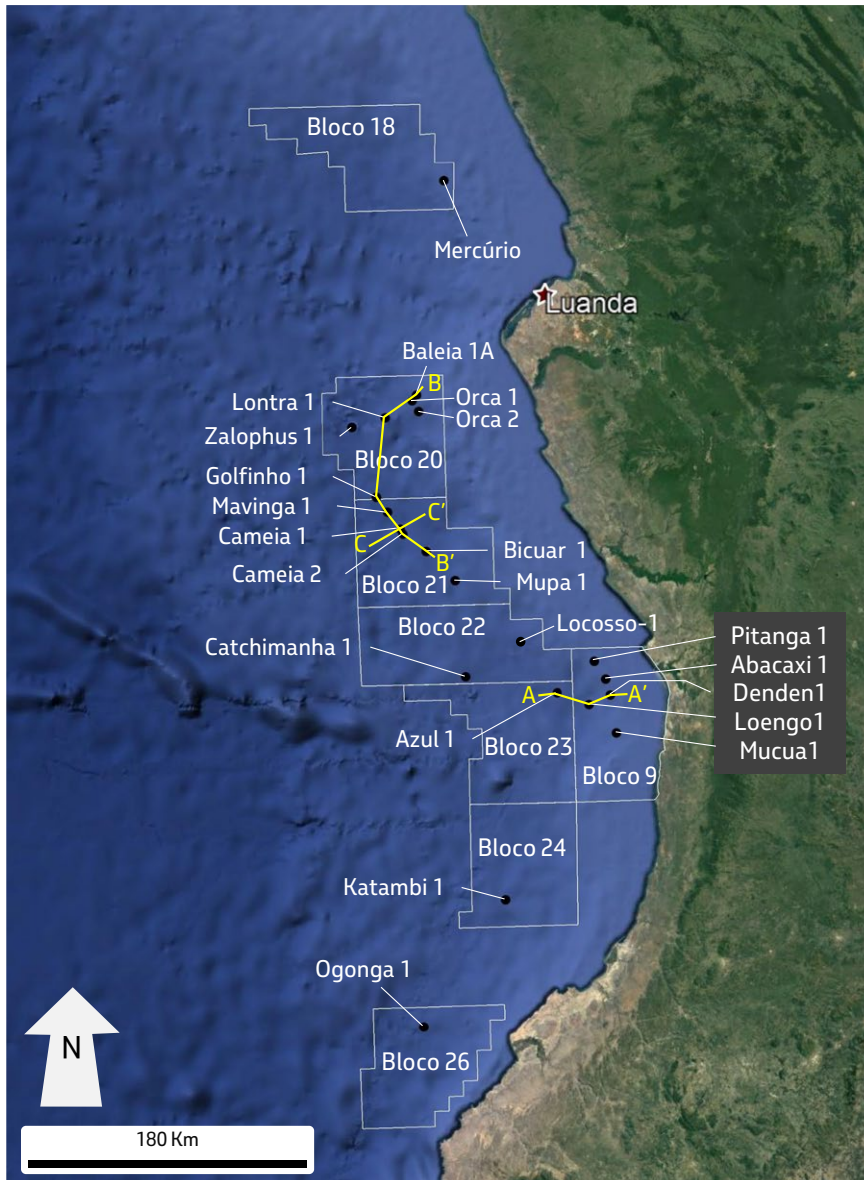 Bloco 18
Mercúrio
Luanda
Baleia 1A
B
Lontra 1
Orca 1
Orca 2
Zalophus 1
Bloco 20
Golfinho 1
Mavinga 1
C'
Cameia 1
C
Bicuar 1
B'
Cameia 2
Bloco 21
Mupa 1
Bloco 22
Locosso-1
Catchimanha 1
Pitanga 1
Abacaxi 1
Denden1
Loengo1
Mucua1
A
A'
Azul 1
Bloco 23
Bloco 9
Bloco 24
Katambi 1
Ogonga 1
Bloco 26
N
180 Km